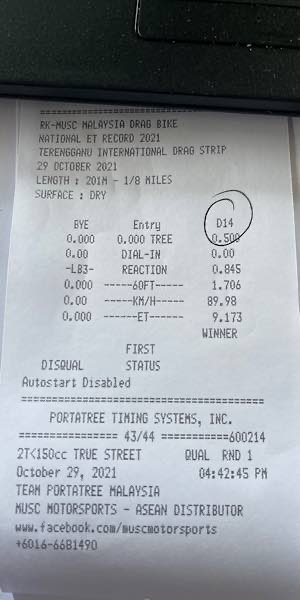 RK-MUSC MALAYSIA DRAG BIKE
NATIONAL ET RECORD 2021
TERENGGANU INTERNATIONAL DRAG STRIP
29 OCTOBER 2021
LENGTH : 201M - 1/8 MILES
SURFACE : DRY
BYE Entry D14
0.000 0.000 TREE 0.500
0.00 DIAL-IN 0.00
-LB3- REACTION 0.845
0.000 -----60FT----- 1.706
0.00 -----KM/H----- 89.98
0.000 ------ET------ 9.173
WINNER
FIRST
DISQUAL STATUS
Autostart Disabled
========================================
PORTATREE TIMING SYSTEMS, INC.
================ 43/44 ===========600214
2T<150cc TRUE STREET QUAL RND 1
October 29, 2021 04:42:45 PM
TEAM PORTATREE MALAYSIA
MUSC MOTORSPORTS - ASEAN DISTRIBUTOR
www.facebook.com/muscmotorsports
+6016-6681490